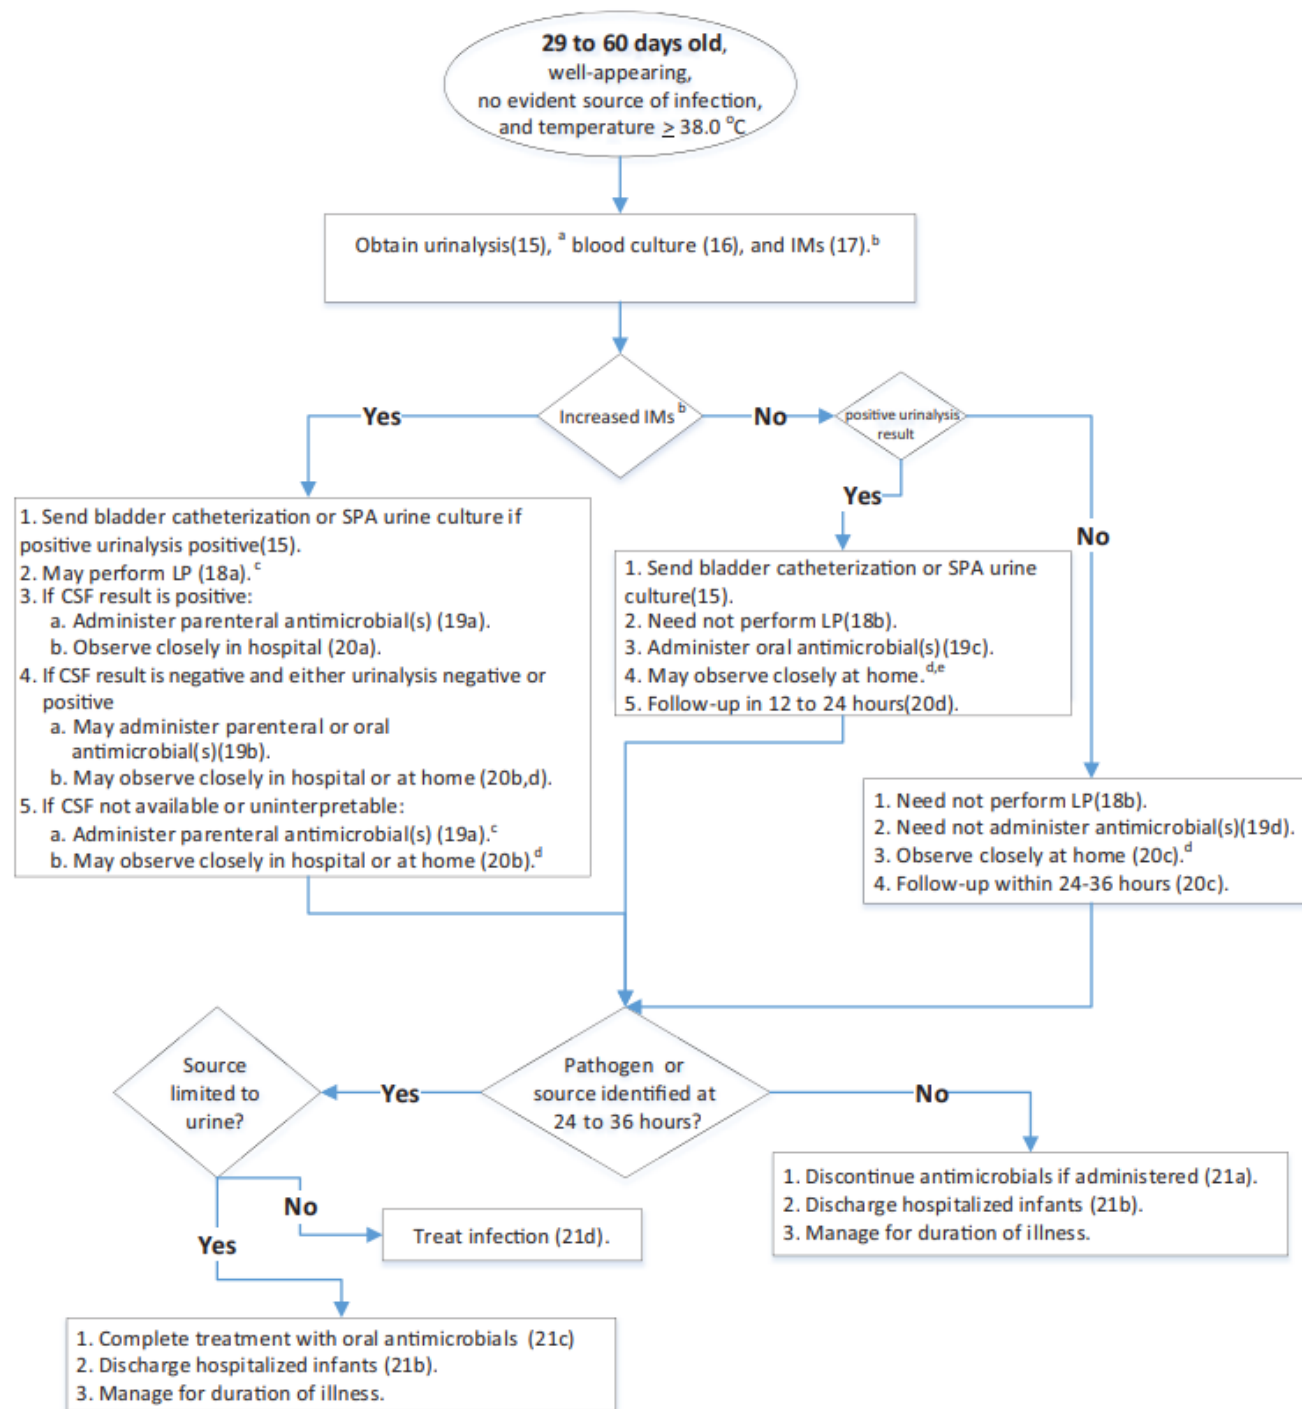 29 to 60 days old,
well-appearing,
no evident source of infection,
and temperature ≥ 38.0 °C
Obtain urinalysis(15), a blood culture (16), and IMs (17).b
Increased IMs b
Yes
No
positive urinalysis
result
Yes
No
1. Send bladder catheterization or SPA urine culture if
positive urinalysis positive(15).
2. May perform LP (18a).c
3. If CSF result is positive:
a. Administer parenteral antimicrobial(s) (19a).
b. Observe closely in hospital (20a).
4. If CSF result is negative and either urinalysis negative or
positive
a. May administer parenteral or oral
antimicrobial(s)(19b).
b. May observe closely in hospital or at home (20b,d).
5. If CSF not available or uninterpretable:
a. Administer parenteral antimicrobial(s) (19a).c
b. May observe closely in hospital or at home (20b).d
1. Send bladder catheterization or SPA urine
culture(15).
2. Need not perform LP(18b).
3. Administer oral antimicrobial(s)(19c).
4. May observe closely at home.d,e
5. Follow-up in 12 to 24 hours(20d).
1. Need not perform LP(18b).
2. Need not administer antimicrobial(s)(19d).
3. Observe closely at home (20c).d
4. Follow-up within 24-36 hours (20c).
Pathogen or
source identified at
24 to 36 hours?
Yes
No
Source
limited to
urine?
No
Yes
1. Discontinue antimicrobials if administered (21a).
2. Discharge hospitalized infants (21b).
3. Manage for duration of illness.
Treat infection (21d).
1. Complete treatment with oral antimicrobials (21c)
2. Discharge hospitalized infants (21b).
3. Manage for duration of illness.